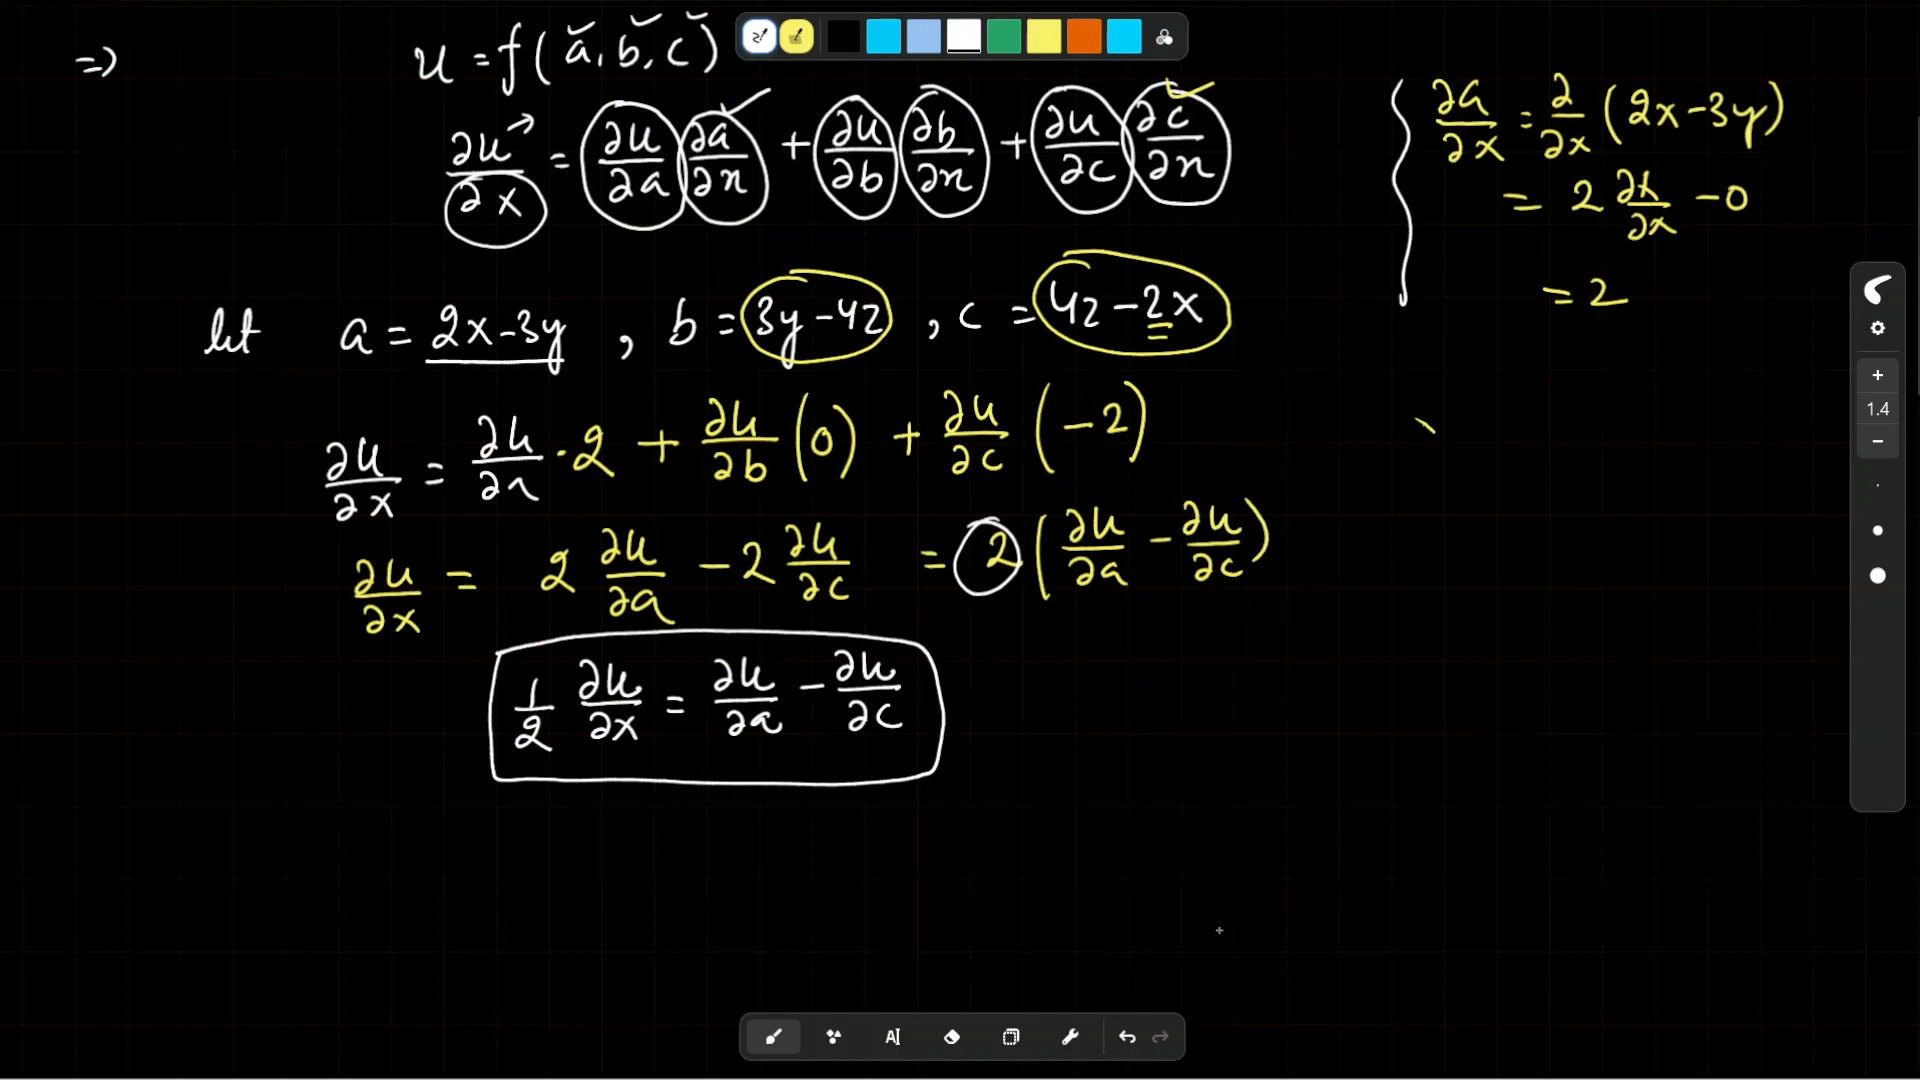 => u = f(a, b, c)
∂u/∂x = ∂u/∂a ∂a/∂x + ∂u/∂b ∂b/∂x + ∂u/∂c ∂c/∂x
∂a/∂x = ∂/∂x (2x-3y)
= 2 ∂x/∂x - 0
= 2
let a = 2x-3y , b = 3y-4z , c = 4z-2x
∂u/∂x = ∂u/∂a · 2 + ∂u/∂b (0) + ∂u/∂c (-2)
∂u/∂x = 2 ∂u/∂a - 2 ∂u/∂c = 2 (∂u/∂a - ∂u/∂c)
1/2 ∂u/∂x = ∂u/∂a - ∂u/∂c
+
1.4
-
AI